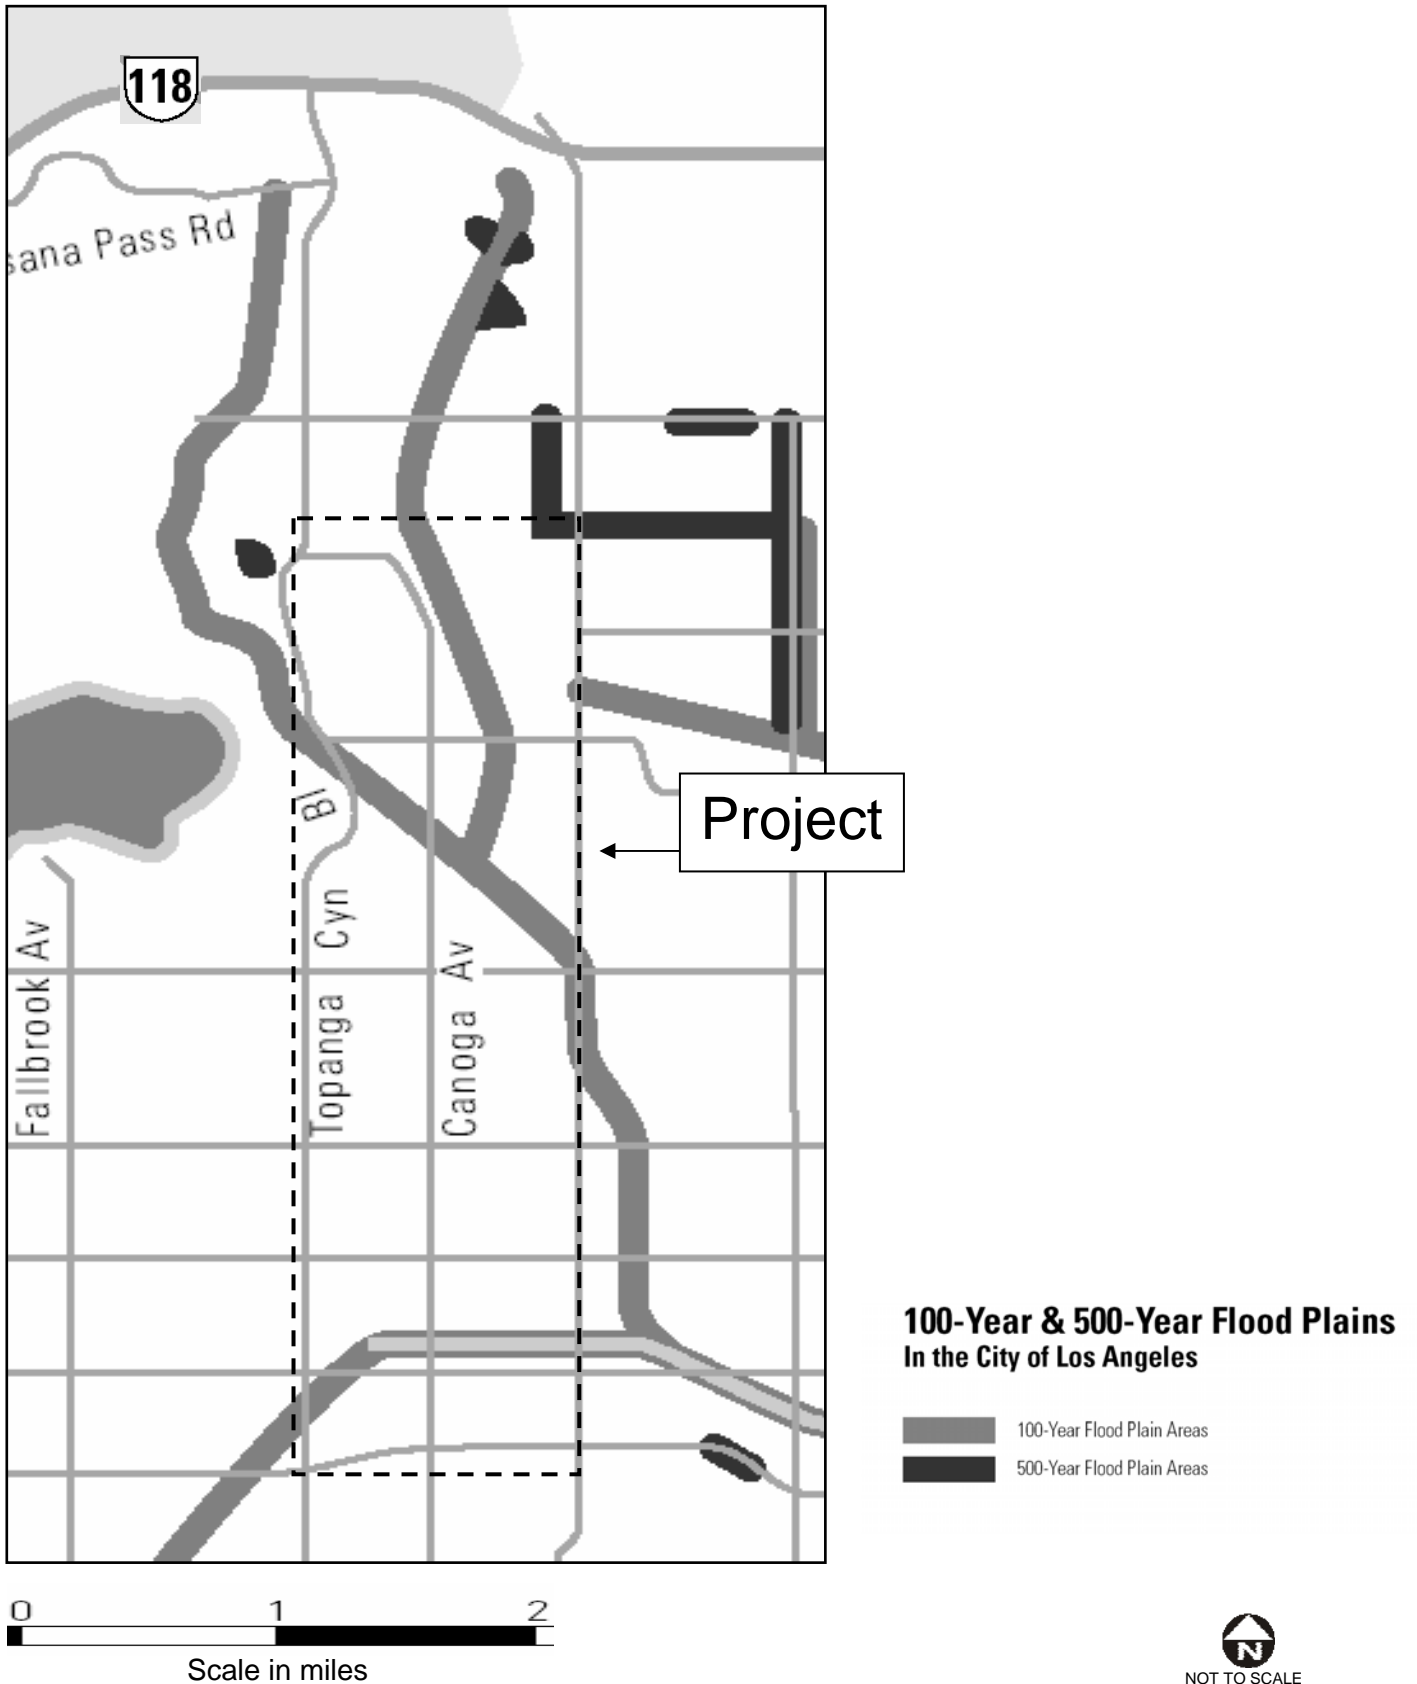 118
sana Pass Rd
Project
Bl
Topanga Cyn
Canoga Av
Fallbrook Av
100-Year & 500-Year Flood Plains
In the City of Los Angeles
100-Year Flood Plain Areas
500-Year Flood Plain Areas
0 1 2
Scale in miles
N
NOT TO SCALE